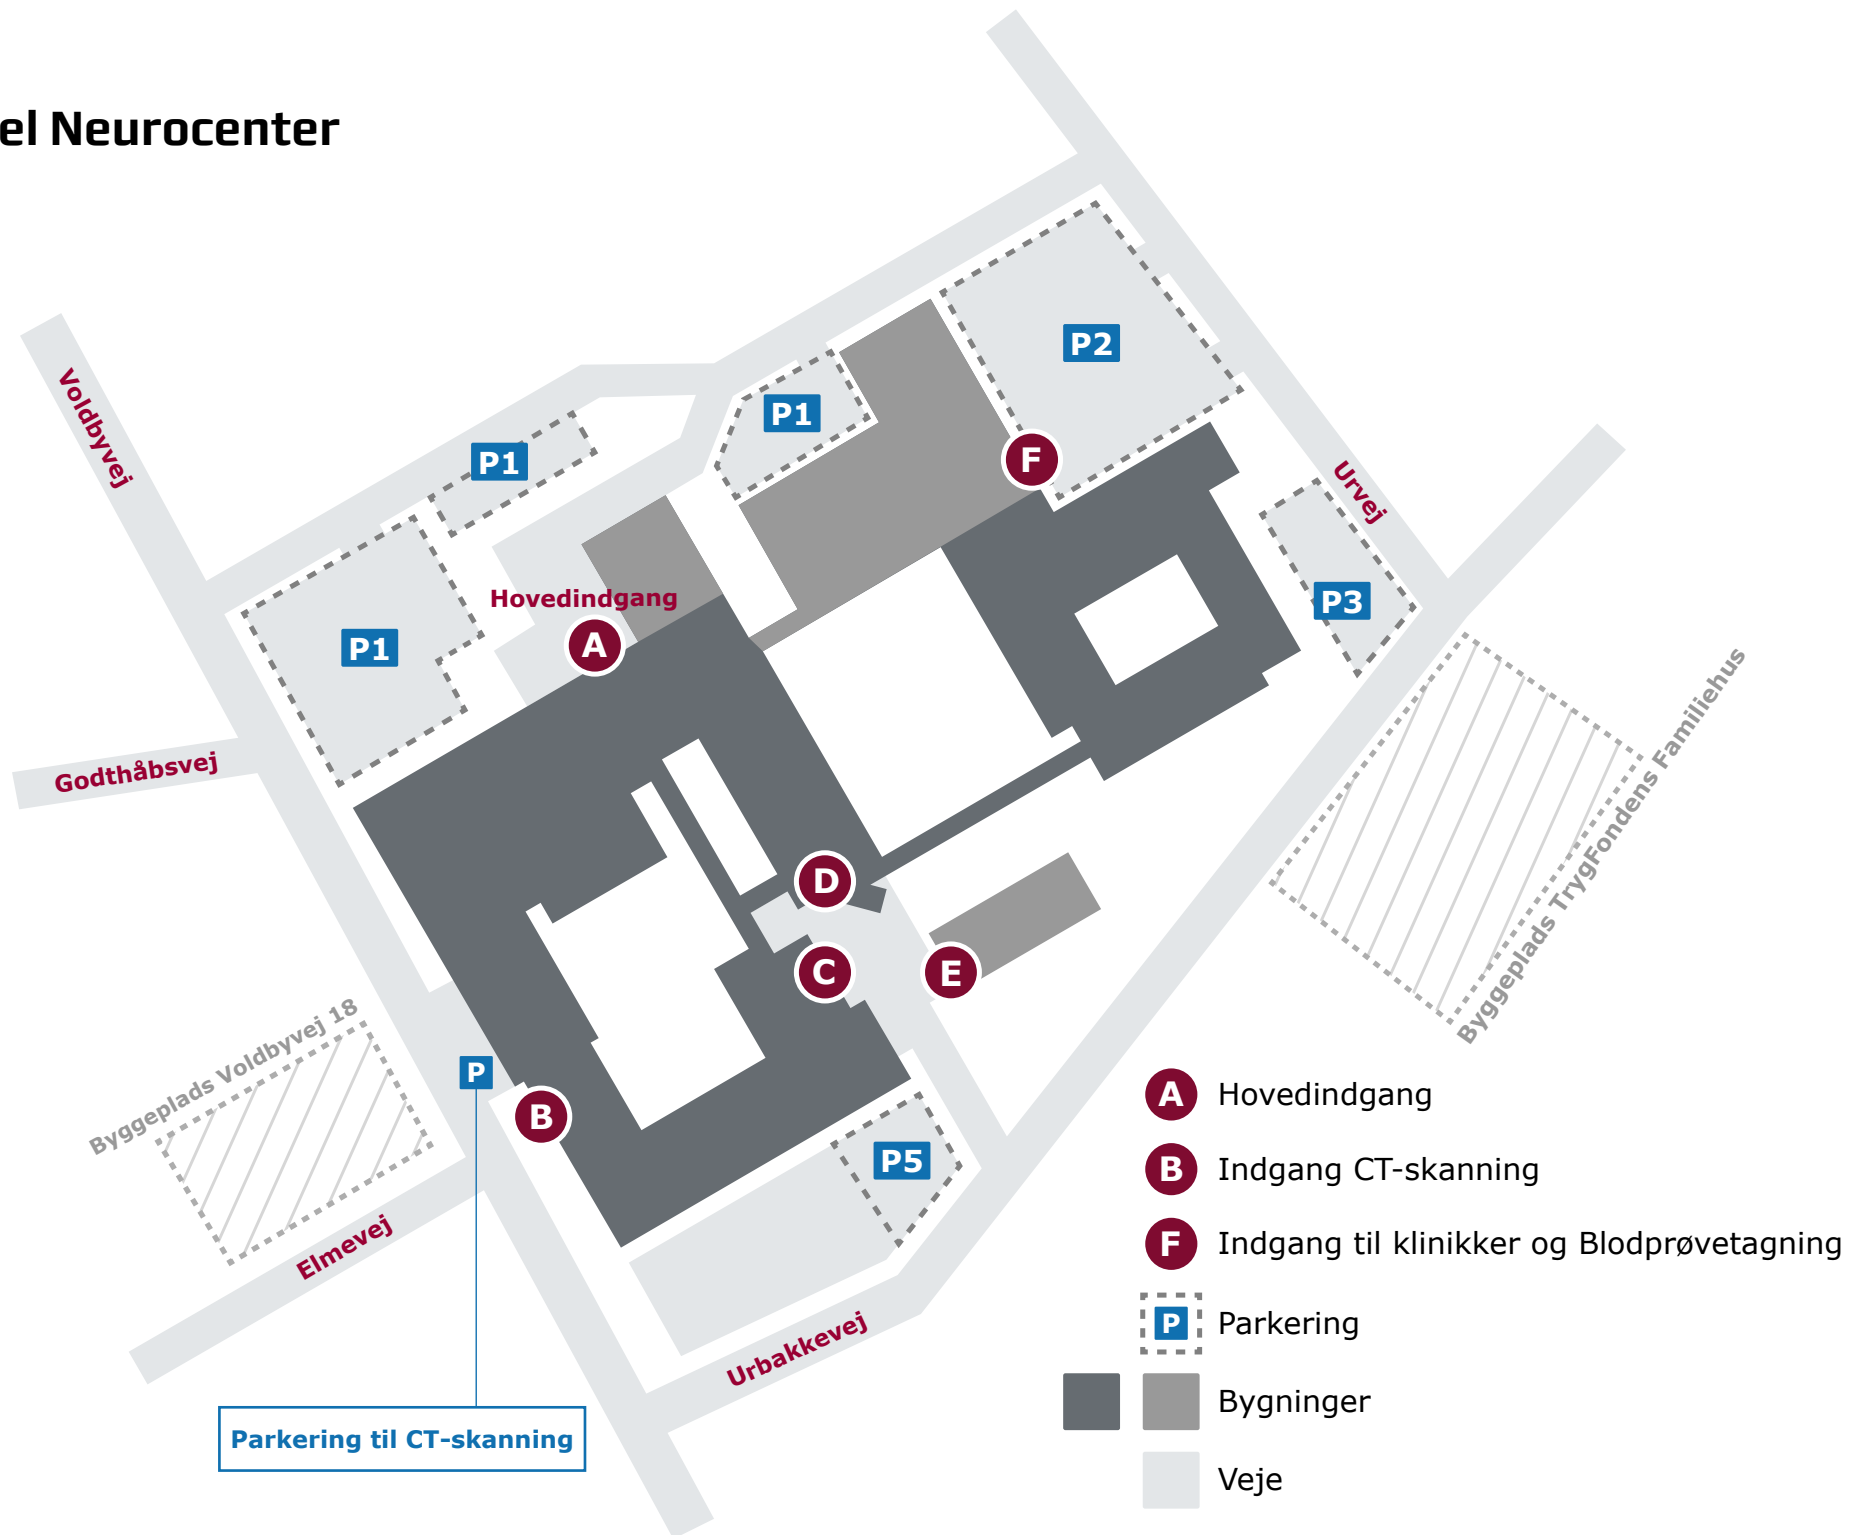 el Neurocenter
Voldbyvej
P1
P1
P2
F
P1
Hovedindgang
A
Urvej
P3
Godthåbsvej
D
C
E
Byggeplads TrygFondens Familiehus
Byggeplads Voldbyvej 18
P
B
P5
Elmevej
Urbakkevej
Parkering til CT-skanning
A Hovedindgang
B Indgang CT-skanning
F Indgang til klinikker og Blodprøvetagning
P Parkering
Bygninger
Veje